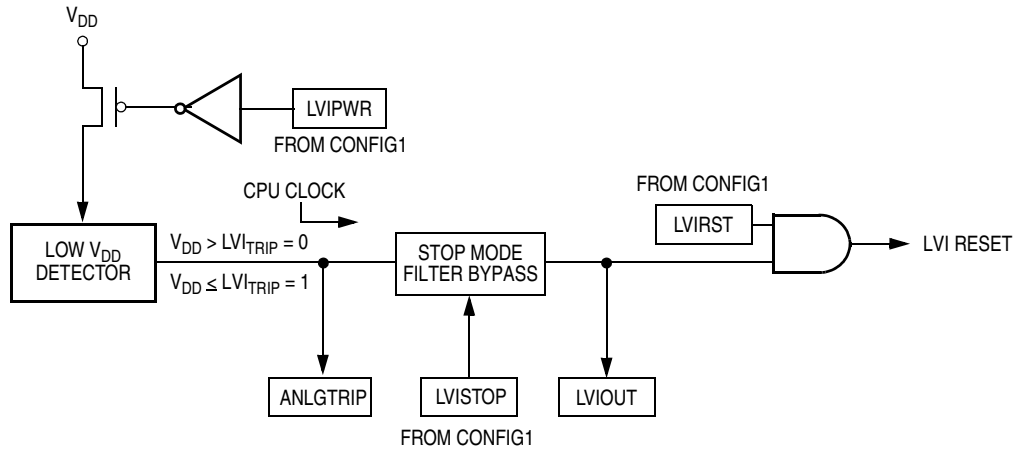 VDD
LVIPWR
FROM CONFIG1
CPU CLOCK
FROM CONFIG1
LVIRST
LOW VDD
DETECTOR
VDD > LVITRIP = 0
VDD ≤ LVITRIP = 1
STOP MODE
FILTER BYPASS
LVI RESET
ANLGTRIP
LVISTOP
LVIOUT
FROM CONFIG1